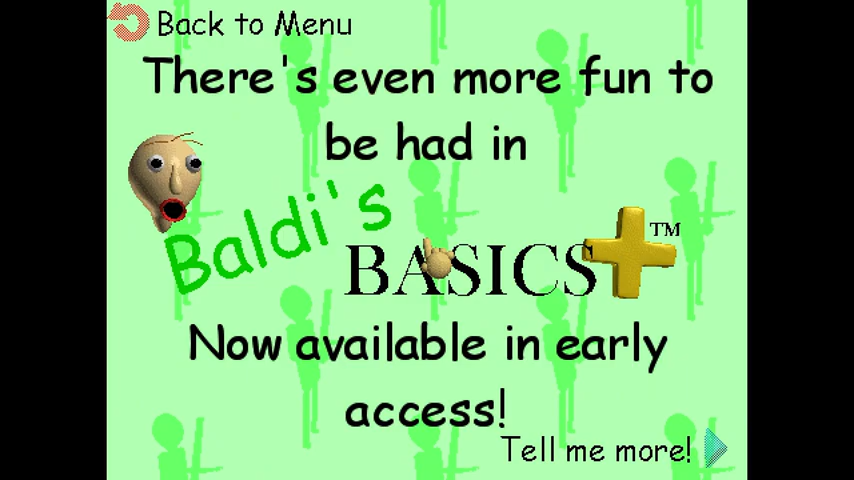 Back to Menu
There's even more fun to
be had in
Baldi's
BASICS+™
Now available in early
access!
Tell me more!